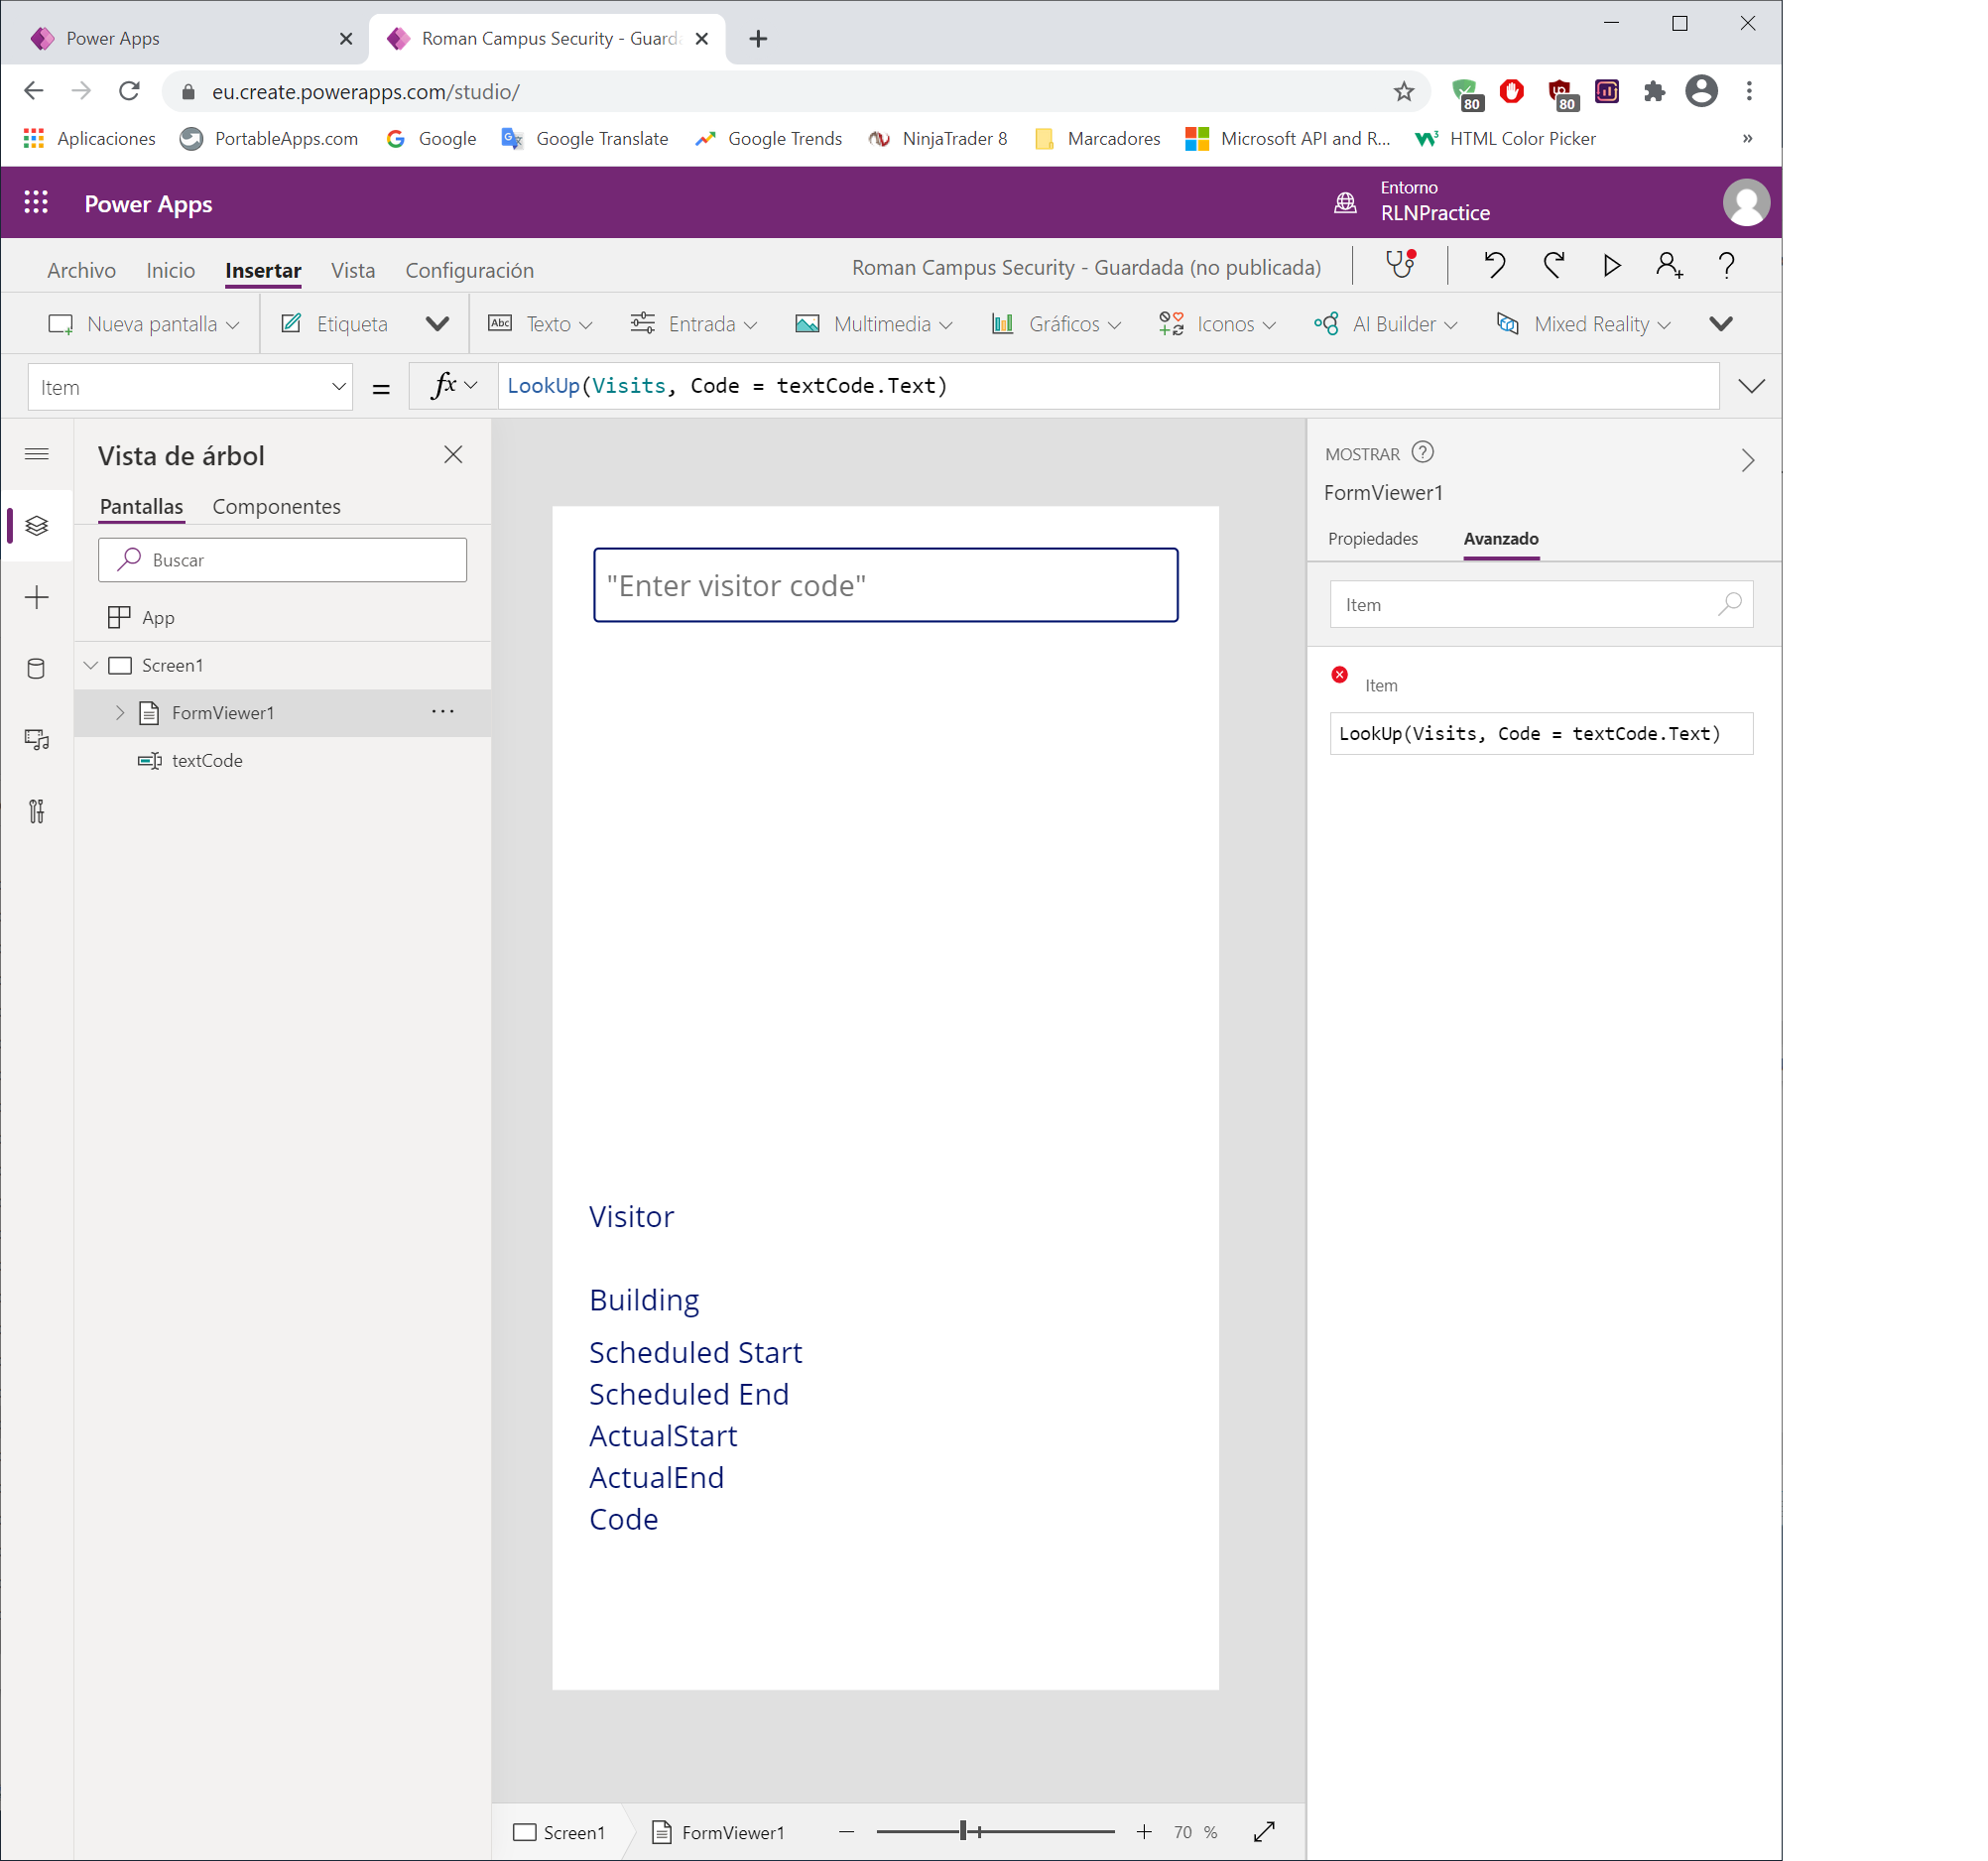 Power Apps
Roman Campus Security - Guard
eu.create.powerapps.com/studio/
80
80
Aplicaciones
PortableApps.com
Google
Google Translate
Google Trends
NinjaTrader 8
Marcadores
Microsoft API and R...
HTML Color Picker
»
Power Apps
Entorno
RLNPractice
Archivo
Inicio
Insertar
Vista
Configuración
Roman Campus Security - Guardada (no publicada)
Nueva pantalla
Etiqueta
Abc
Texto
Entrada
Multimedia
Gráficos
Iconos
AI Builder
Mixed Reality
Item
=
fx
LookUp(Visits, Code = textCode.Text)
Vista de árbol
Pantallas
Componentes
Buscar
App
Screen1
FormViewer1
textCode
"Enter visitor code"
Visitor
Building
Scheduled Start
Scheduled End
ActualStart
ActualEnd
Code
MOSTRAR
FormViewer1
Propiedades
Avanzado
Item
Item
LookUp(Visits, Code = textCode.Text)
Screen1
FormViewer1
70 %